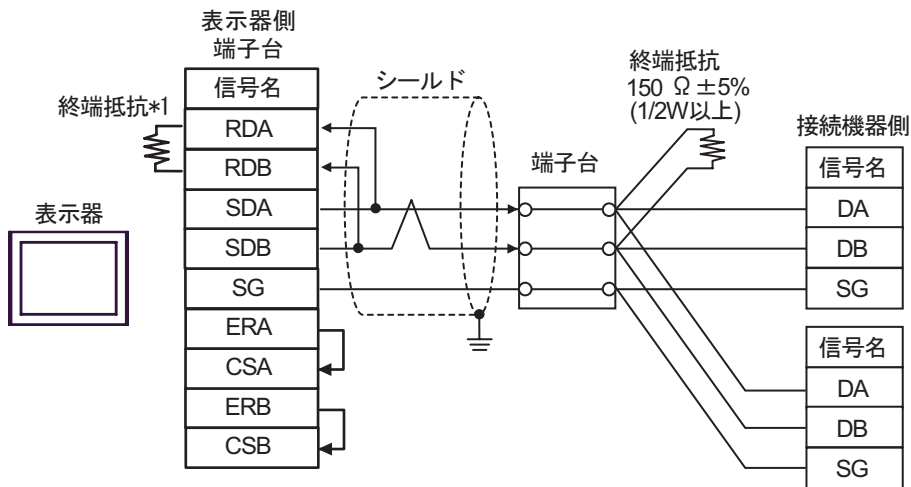 表示器側
端子台
信号名
RDA
RDB
SDA
SDB
SG
ERA
CSA
ERB
CSB
終端抵抗*1
表示器
シールド
端子台
終端抵抗
150 Ω ±5%
(1/2W以上)
接続機器側
信号名
DA
DB
SG
信号名
DA
DB
SG